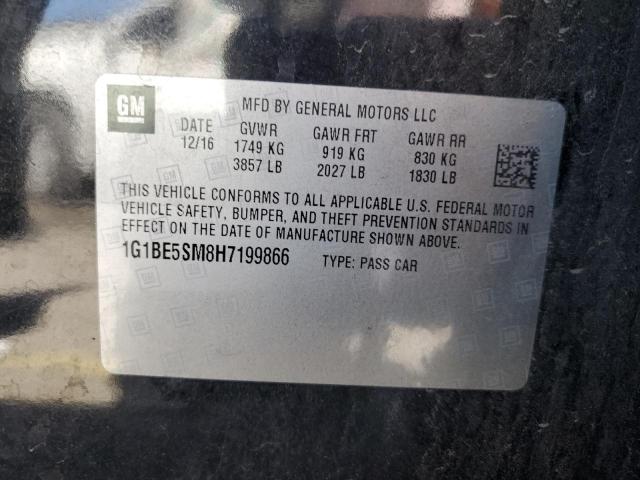 GM
MFD BY GENERAL MOTORS LLC
DATE GVWR GAWR FRT GAWR RR
12/16 1749 KG 919 KG 830 KG
3857 LB 2027 LB 1830 LB
THIS VEHICLE CONFORMS TO ALL APPLICABLE U.S. FEDERAL MOTOR
VEHICLE SAFETY, BUMPER, AND THEFT PREVENTION STANDARDS IN
EFFECT ON THE DATE OF MANUFACTURE SHOWN ABOVE.
1G1BE5SM8H7199866 TYPE: PASS CAR